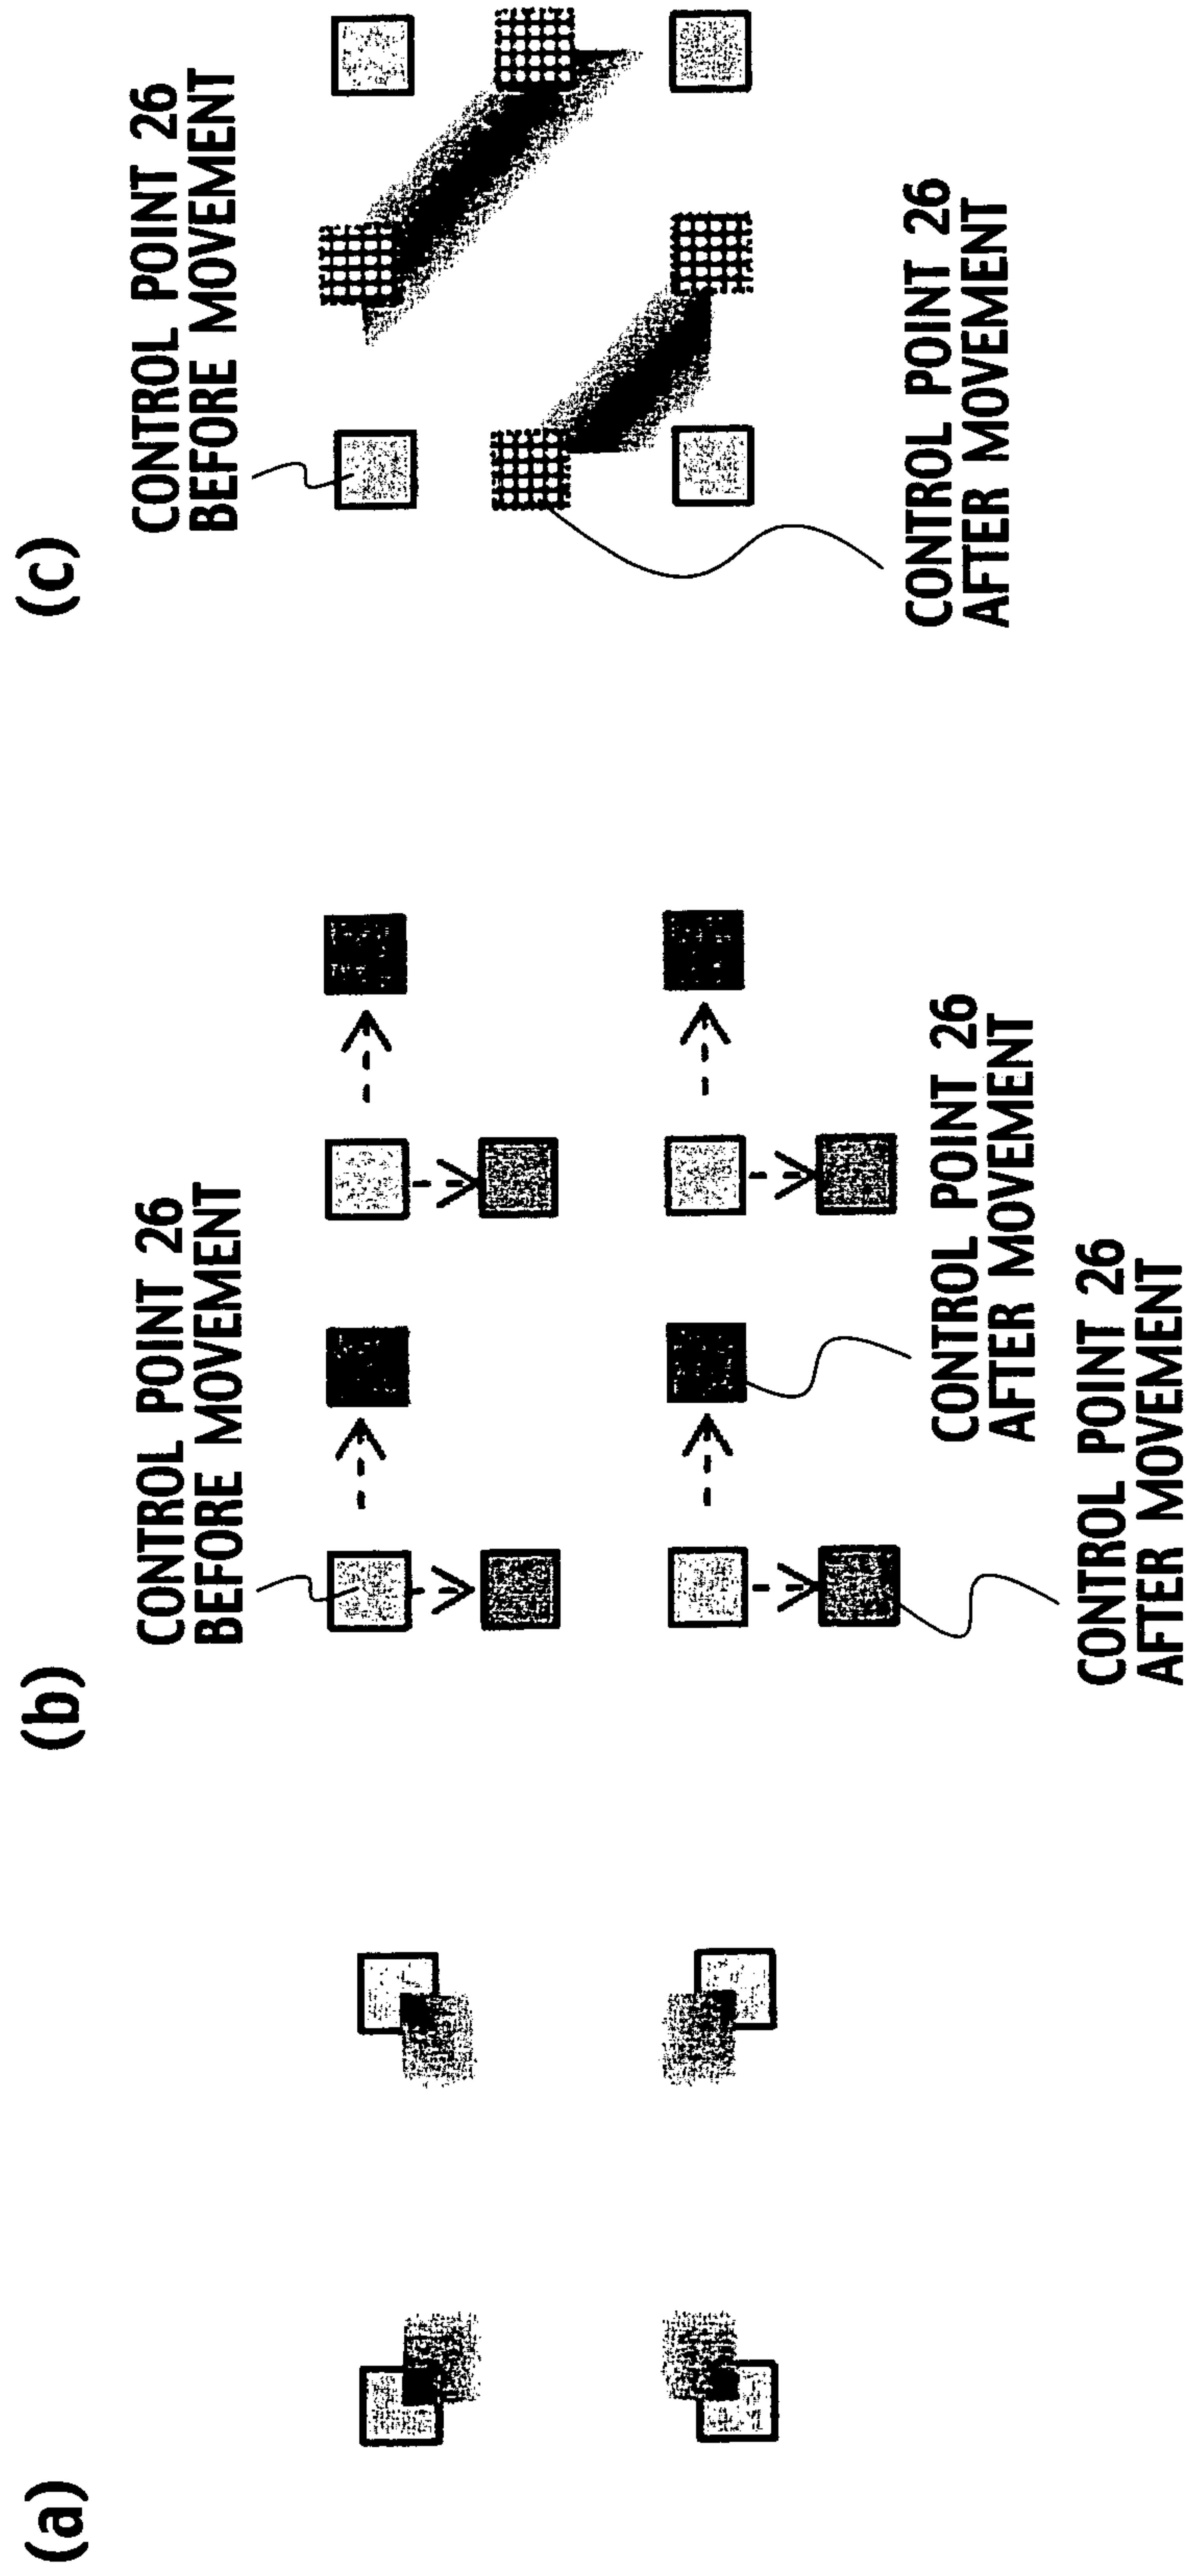 (a)
(b)
CONTROL POINT 26
BEFORE MOVEMENT
CONTROL POINT 26
AFTER MOVEMENT
CONTROL POINT 26
AFTER MOVEMENT
(c)
CONTROL POINT 26
BEFORE MOVEMENT
CONTROL POINT 26
AFTER MOVEMENT